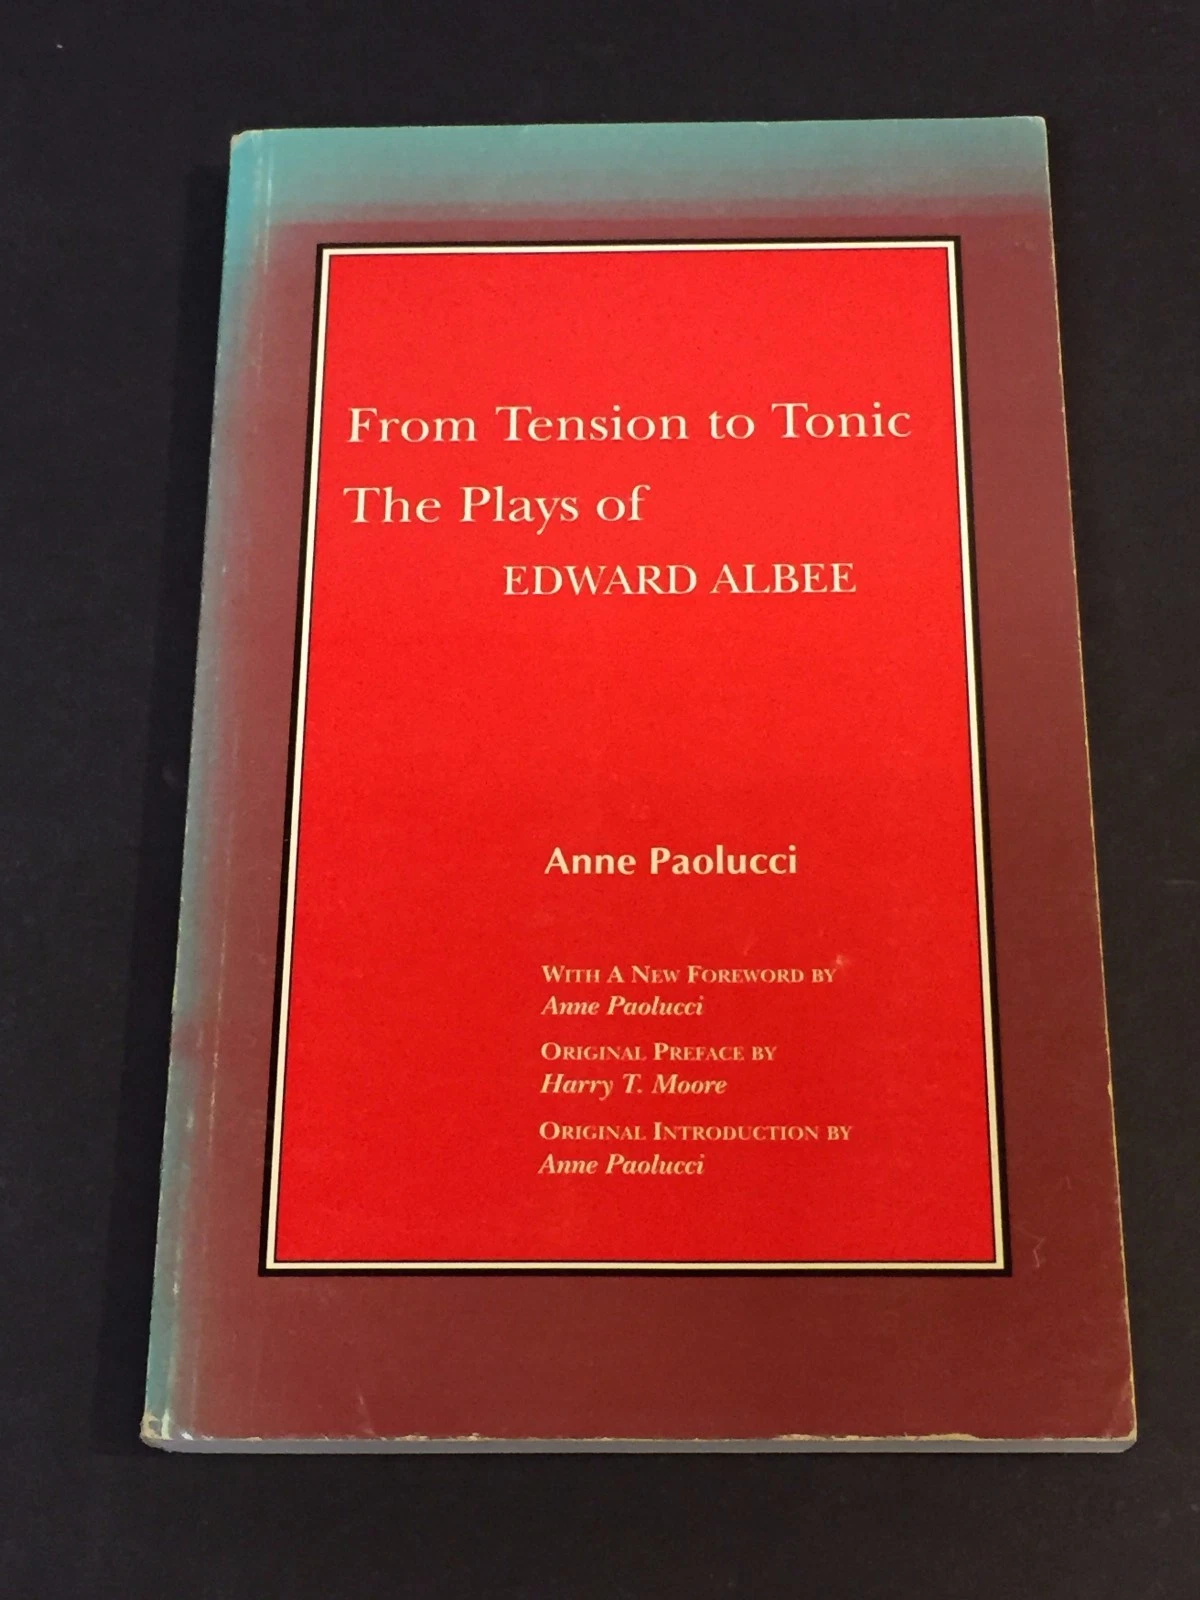 From Tension to Tonic
The Plays of
EDWARD ALBEE
Anne Paolucci
WITH A NEW FOREWORD BY
Anne Paolucci
ORIGINAL PREFACE BY
Harry T. Moore
ORIGINAL INTRODUCTION BY
Anne Paolucci